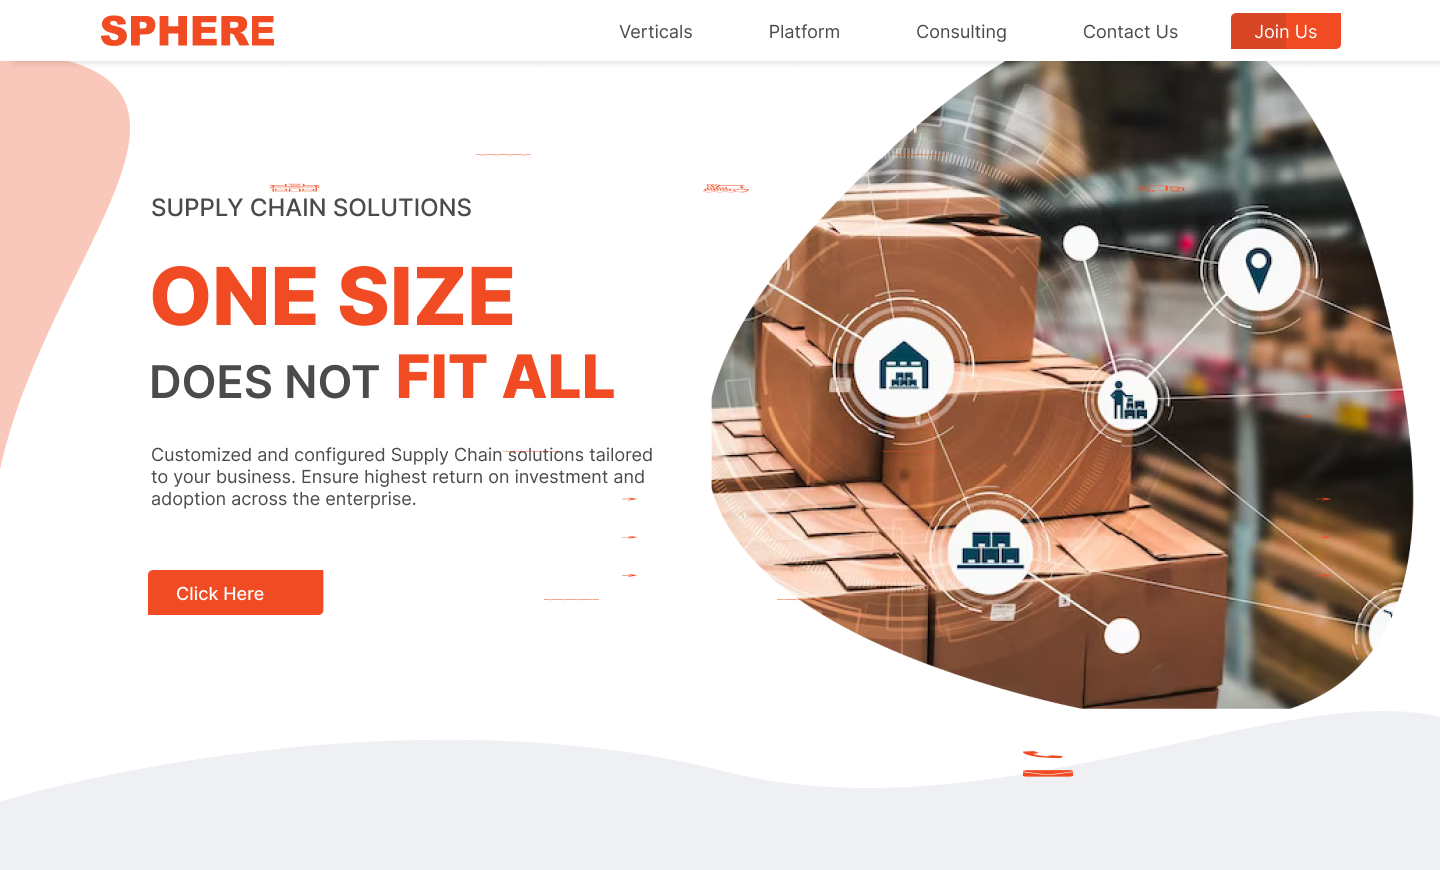 SPHERE
Verticals
Platform
Consulting
Contact Us
Join Us
SUPPLY CHAIN SOLUTIONS
ONE SIZE
DOES NOT FIT ALL
Customized and configured Supply Chain solutions tailored
to your business. Ensure highest return on investment and
adoption across the enterprise.
Click Here